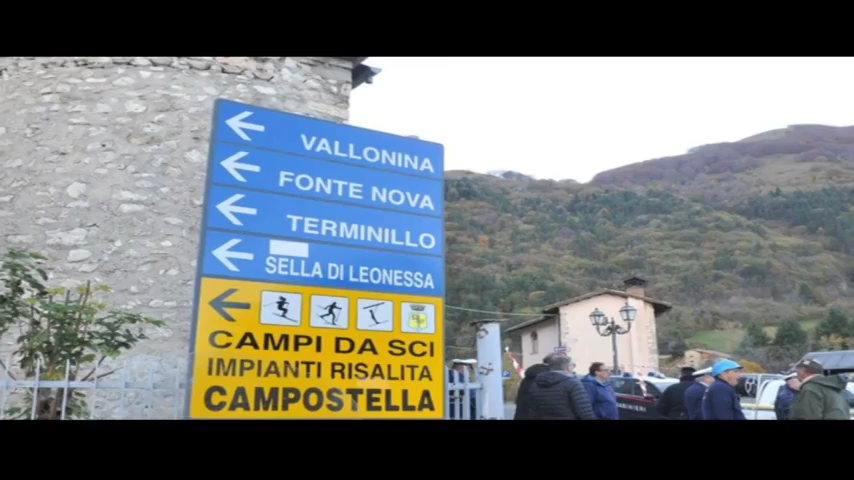 VALLONINA
FONTE NOVA
TERMINILLO
SELLA DI LEONESSA
CAMPI DA SCI
IMPIANTI RISALITA
CAMPOSTELLA